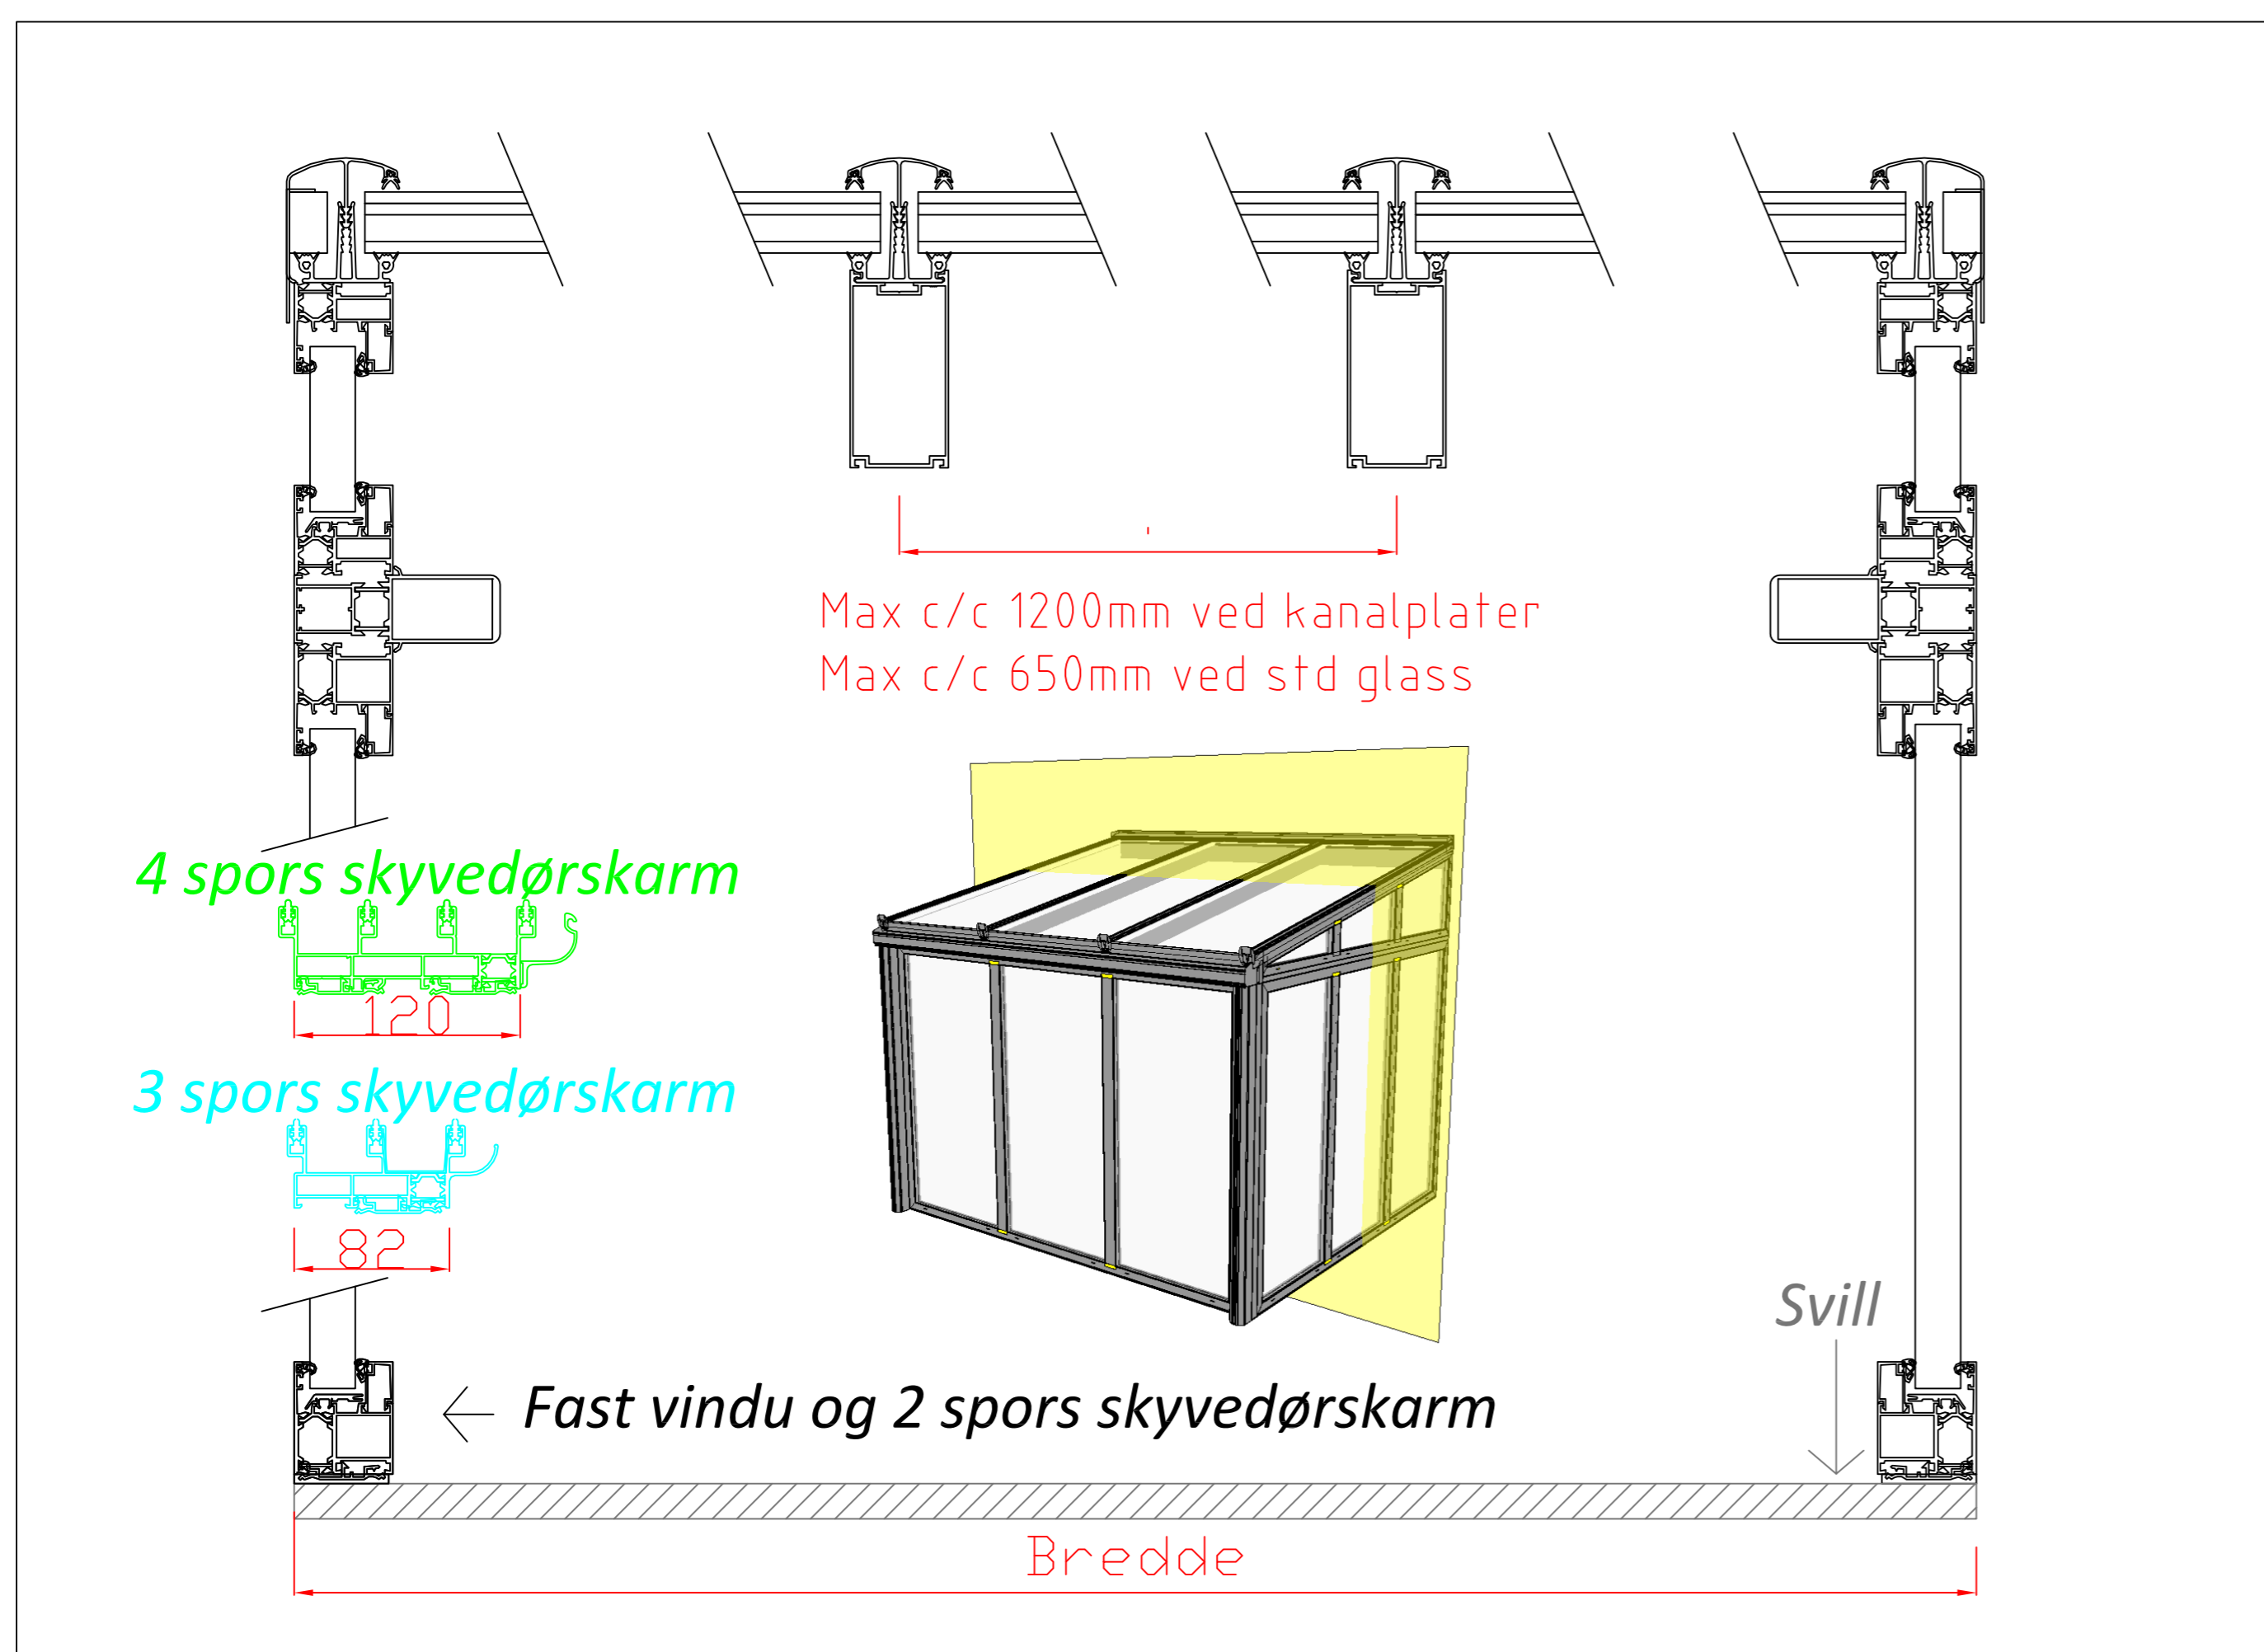 Max c/c 1200mm ved kanalplater
Max c/c 650mm ved std glass
4 spors skyvedørskarm
120
3 spors skyvedørskarm
82
Svill
Fast vindu og 2 spors skyvedørskarm
Bredde